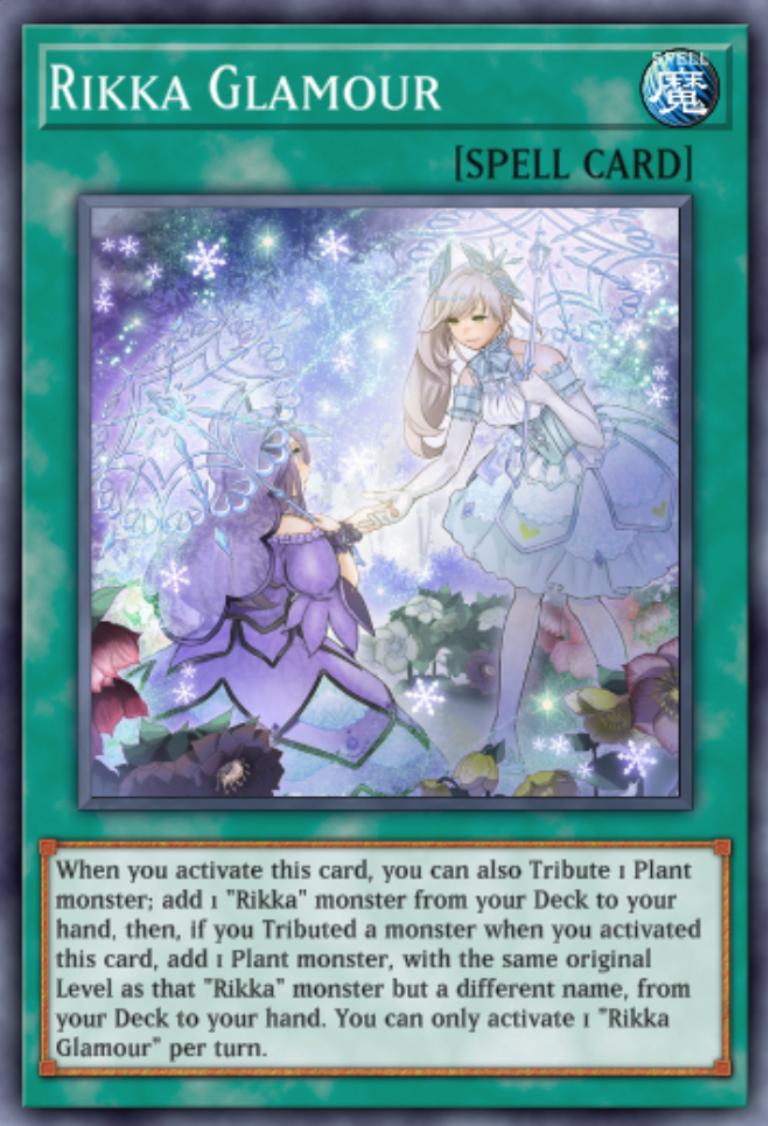 RIKKA GLAMOUR
SPELL
魔
[SPELL CARD]
When you activate this card, you can also Tribute 1 Plant
monster; add 1 "Rikka" monster from your Deck to your
hand, then, if you Tributed a monster when you activated
this card, add 1 Plant monster, with the same original
Level as that "Rikka" monster but a different name, from
your Deck to your hand. You can only activate 1 "Rikka
Glamour" per turn.